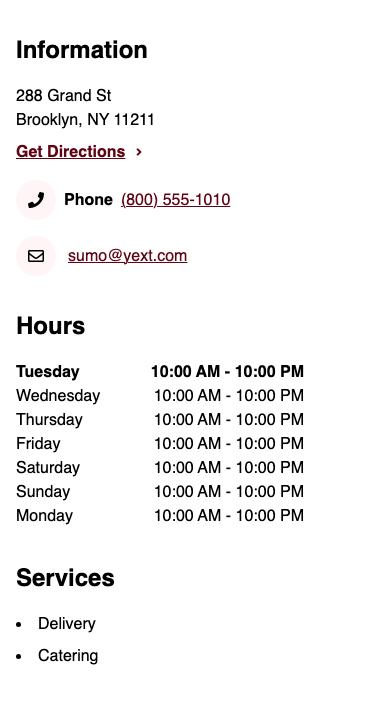 Information
288 Grand St
Brooklyn, NY 11211
Get Directions
Phone (800) 555-1010
sumo@yext.com
Hours
Tuesday 10:00 AM - 10:00 PM
Wednesday 10:00 AM - 10:00 PM
Thursday 10:00 AM - 10:00 PM
Friday 10:00 AM - 10:00 PM
Saturday 10:00 AM - 10:00 PM
Sunday 10:00 AM - 10:00 PM
Monday 10:00 AM - 10:00 PM
Services
• Delivery
• Catering